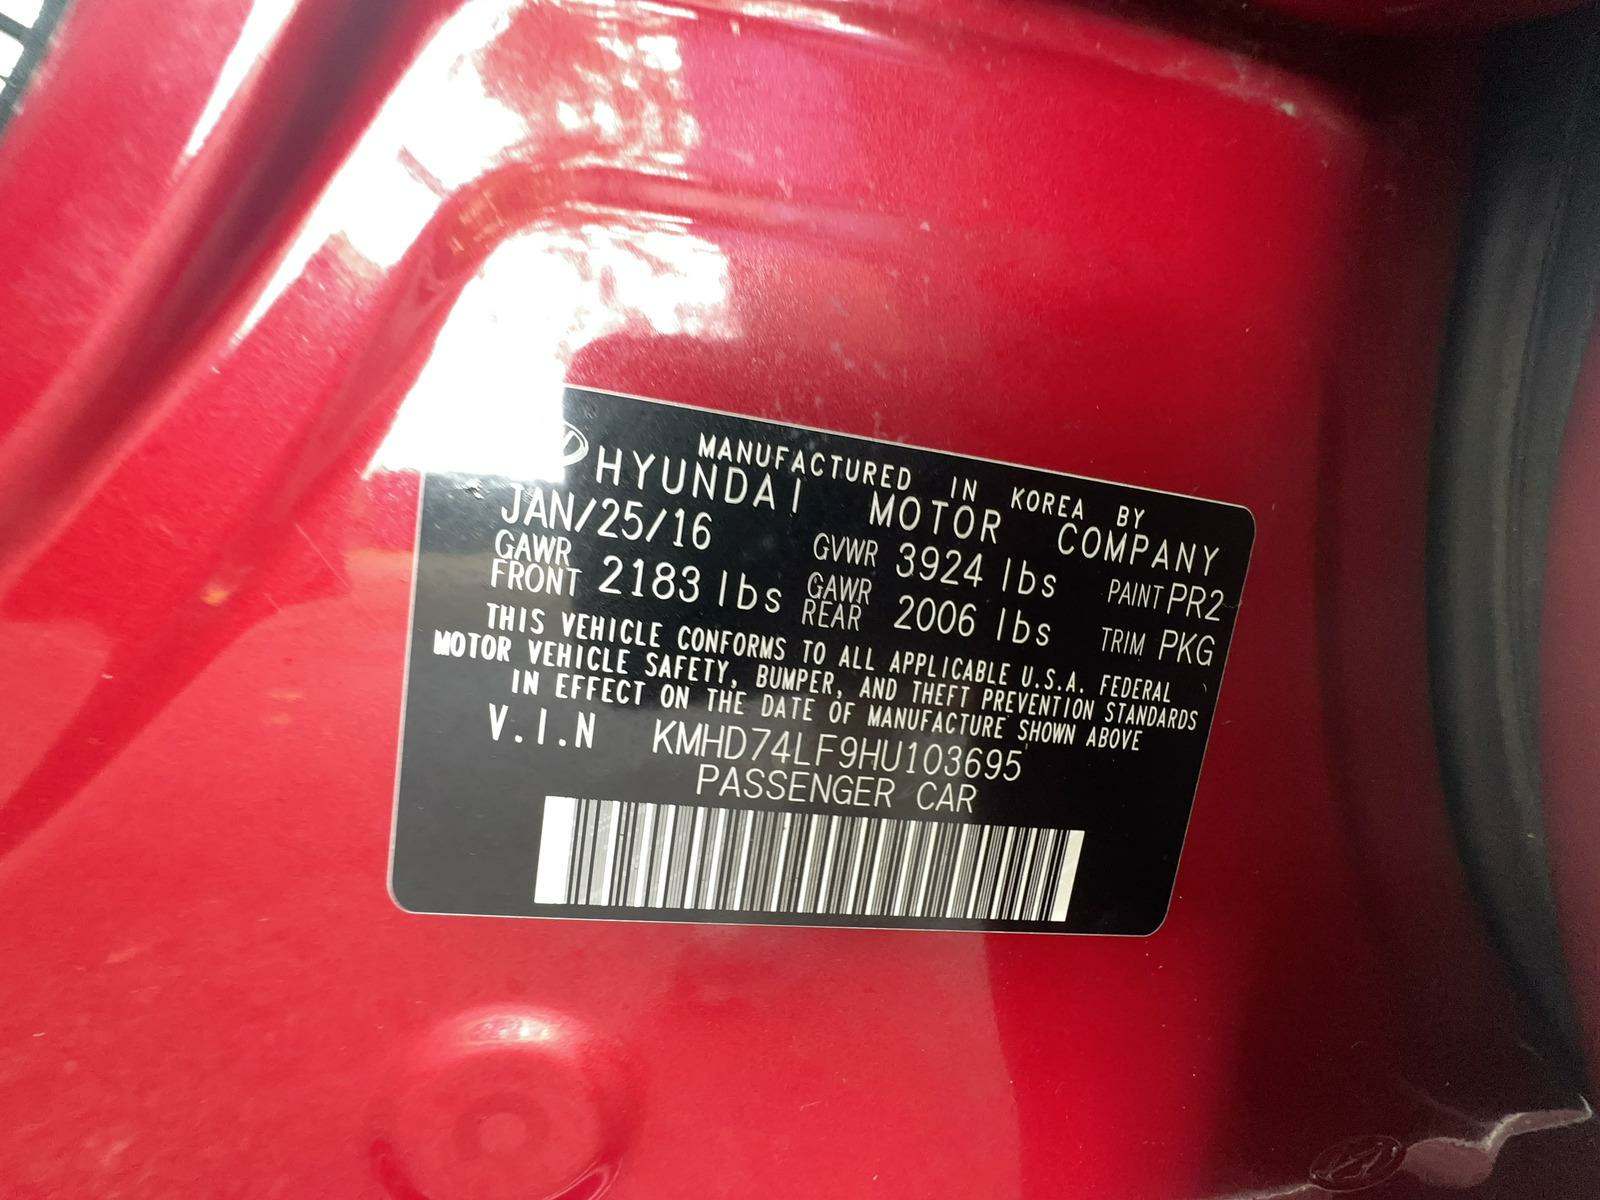 MANUFACTURED IN KOREA BY
HYUNDAI MOTOR COMPANY
JAN/25/16 GVWR 3924 lbs PAINT PR2
GAWR FRONT 2183 lbs GAWR REAR 2006 lbs TRIM PKG
THIS VEHICLE CONFORMS TO ALL APPLICABLE U.S.A. FEDERAL
MOTOR VEHICLE SAFETY, BUMPER, AND THEFT PREVENTION STANDARDS
IN EFFECT ON THE DATE OF MANUFACTURE SHOWN ABOVE
V.I.N KMHD74LF9HU103695
PASSENGER CAR